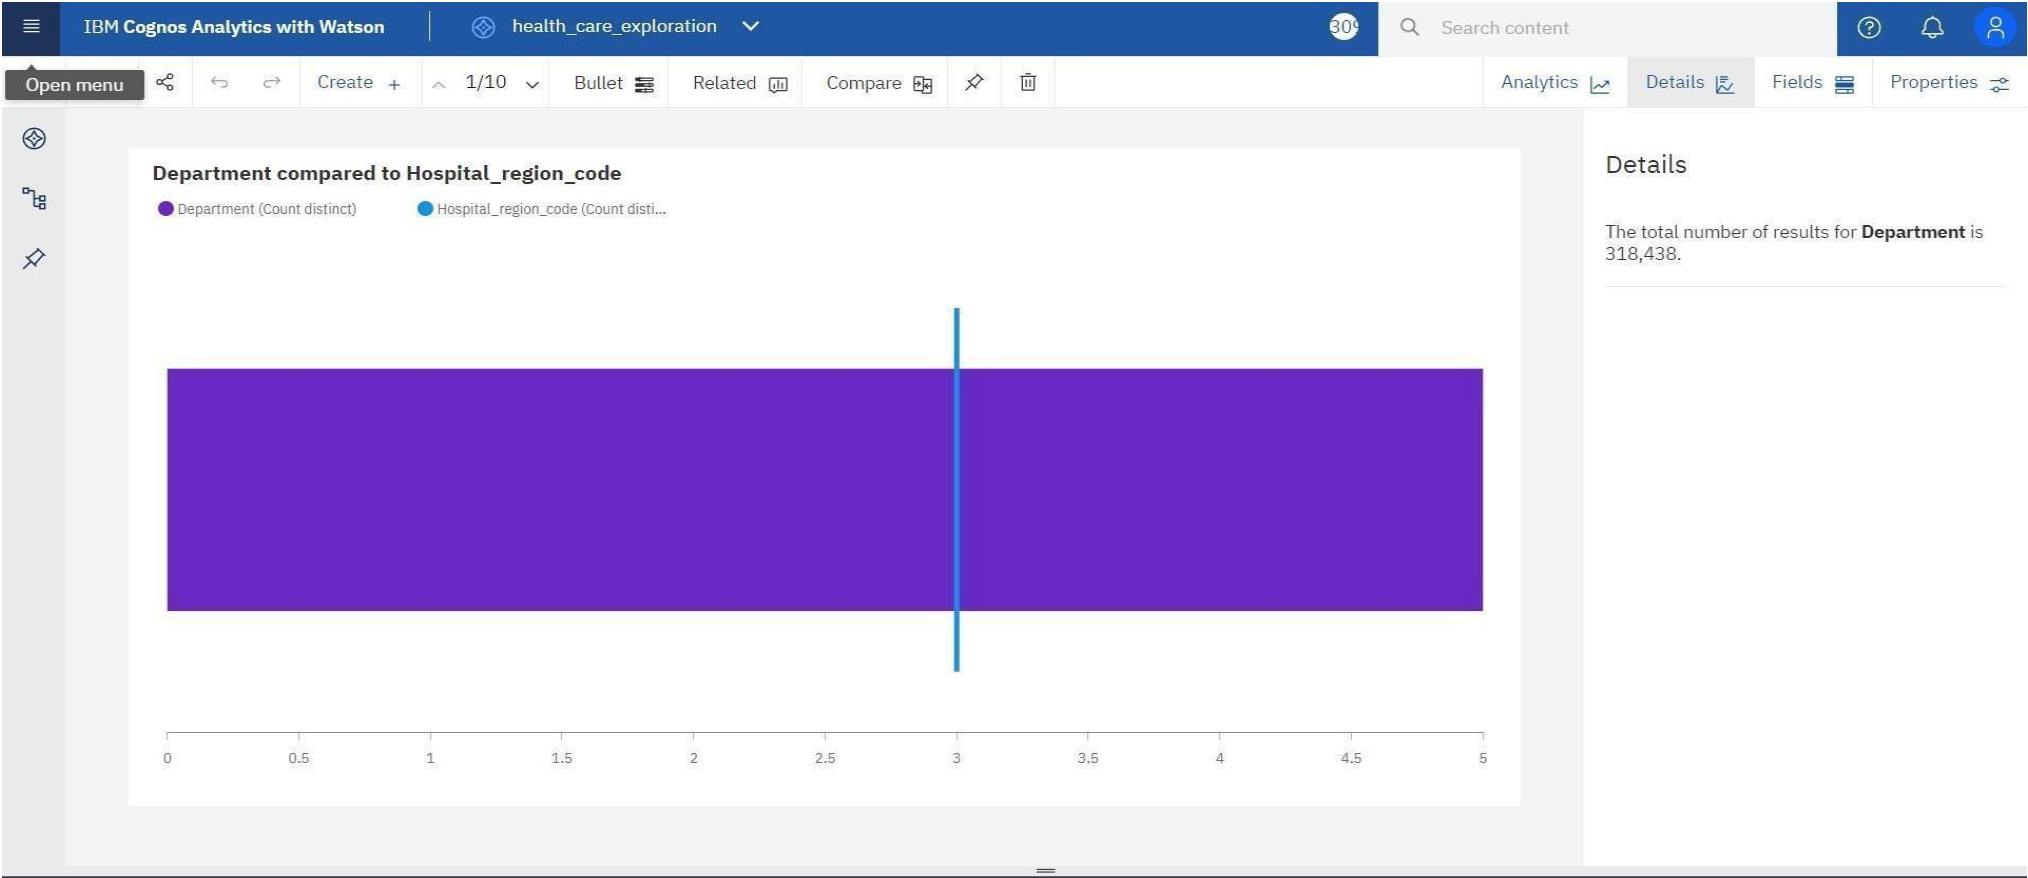 IBM Cognos Analytics with Watson
health_care_exploration
30
Search content
Open menu
Create +
1/10
Bullet
Related
Compare
Analytics
Details
Fields
Properties
Department compared to Hospital_region_code
Department (Count distinct)
Hospital_region_code (Count disti...
0 0.5 1 1.5 2 2.5 3 3.5 4 4.5 5
Details
The total number of results for Department is
318,438.